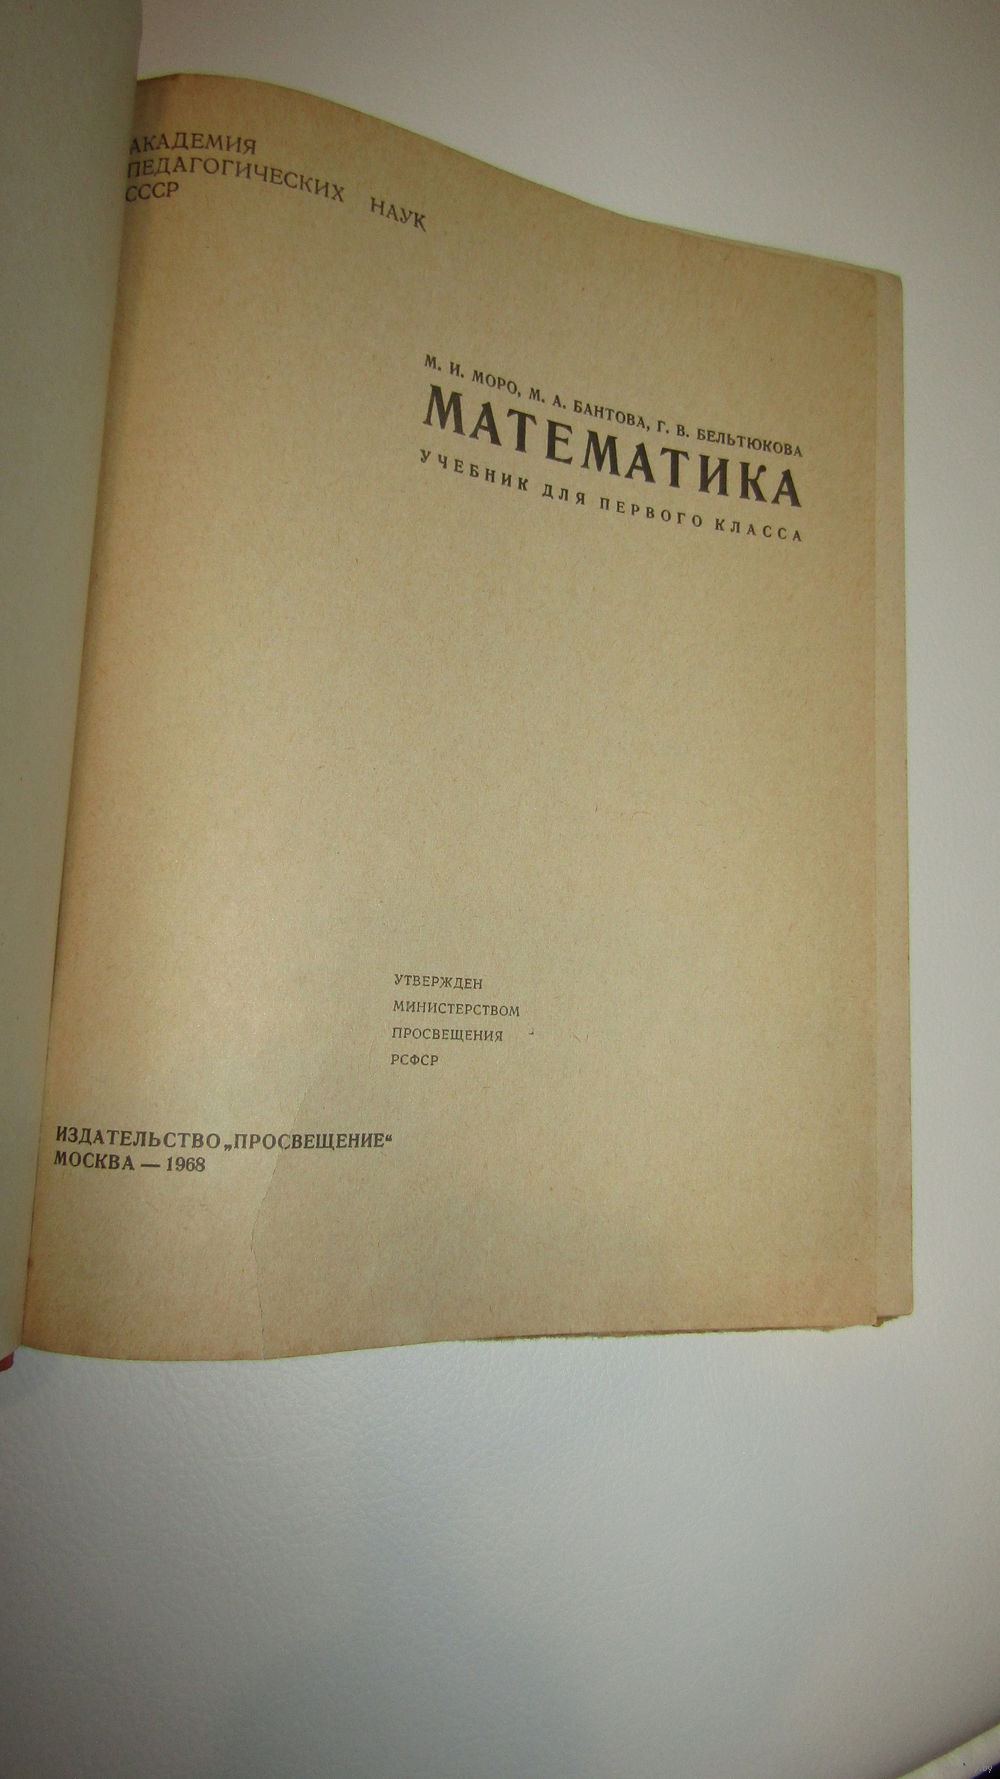 АКАДЕМИЯ
ПЕДАГОГИЧЕСКИХ НАУК
СССР
М. И. МОРО, М. А. БАНТОВА, Г. В. БЕЛЬТЮКОВА
МАТЕМАТИКА
УЧЕБНИК ДЛЯ ПЕРВОГО КЛАССА
УТВЕРЖДЕН
МИНИСТЕРСТВОМ
ПРОСВЕЩЕНИЯ
РСФСР
ИЗДАТЕЛЬСТВО „ПРОСВЕЩЕНИЕ“
МОСКВА — 1968